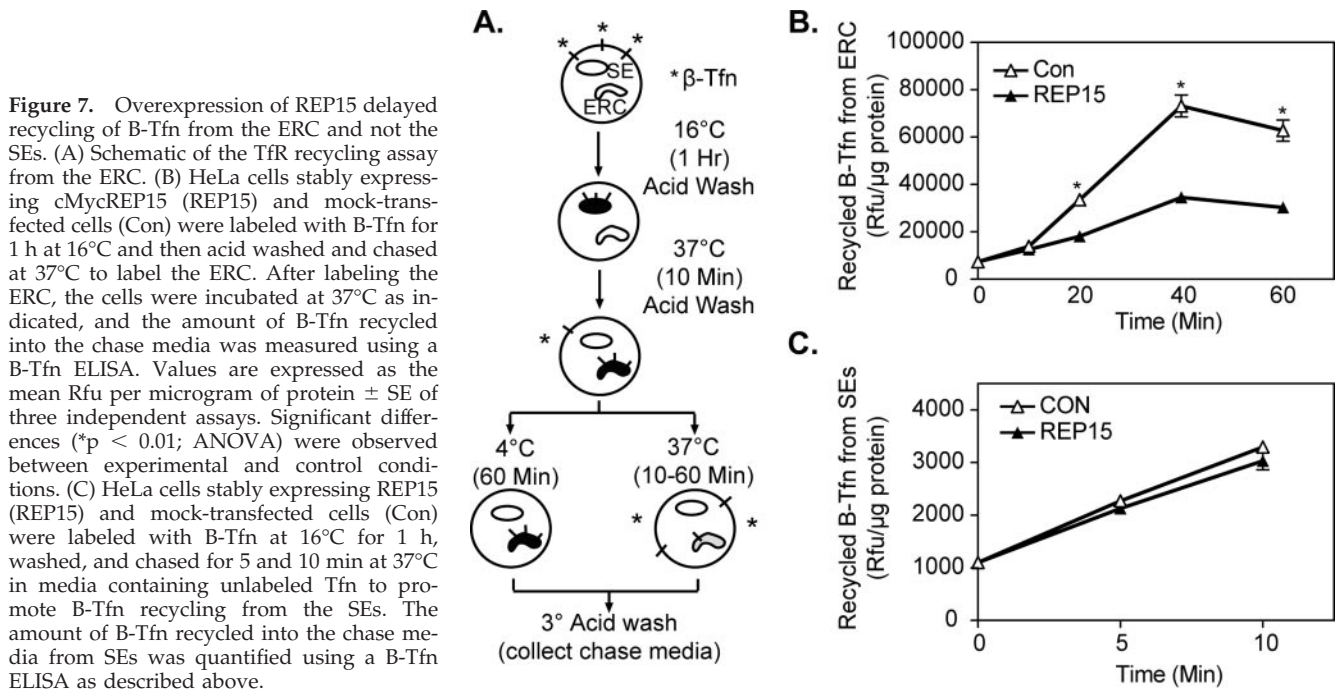 Figure 7. Overexpression of REP15 delayed
recycling of B-Tfn from the ERC and not the
SEs. (A) Schematic of the TfR recycling assay
from the ERC. (B) HeLa cells stably express-
ing cMycREP15 (REP15) and mock-trans-
fected cells (Con) were labeled with B-Tfn for
1 h at 16°C and then acid washed and chased
at 37°C to label the ERC. After labeling the
ERC, the cells were incubated at 37°C as in-
dicated, and the amount of B-Tfn recycled
into the chase media was measured using a
B-Tfn ELISA. Values are expressed as the
mean Rfu per microgram of protein ± SE of
three independent assays. Significant differ-
ences (*p < 0.01; ANOVA) were observed
between experimental and control condi-
tions. (C) HeLa cells stably expressing REP15
(REP15) and mock-transfected cells (Con)
were labeled with B-Tfn at 16°C for 1 h,
washed, and chased for 5 and 10 min at 37°C
in media containing unlabeled Tfn to pro-
mote B-Tfn recycling from the SEs. The
amount of B-Tfn recycled into the chase me-
dia from SEs was quantified using a B-Tfn
ELISA as described above.
A.
* * *
SE
ERC
*β-Tfn
16°C
(1 Hr)
Acid Wash
37°C
(10 Min)
Acid Wash
*
4°C
(60 Min)
37°C
(10-60 Min)
* *
3° Acid wash
(collect chase media)
B.
Recycled B-Tfn from ERC
(Rfu/µg protein)
100000
80000
60000
40000
20000
0
Con
REP15
* * *
0 20 40 60
Time (Min)
C.
Recycled B-Tfn from SEs
(Rfu/µg protein)
4000
3000
2000
1000
0
CON
REP15
0 5 10
Time (Min)